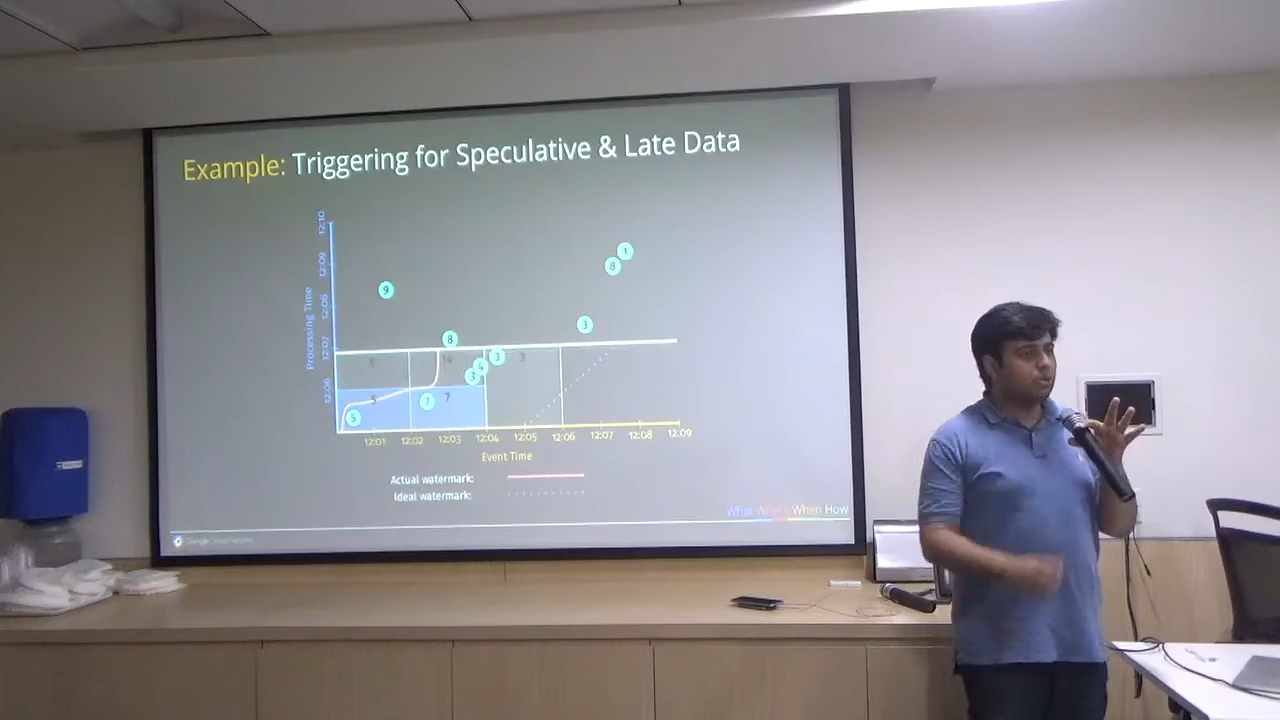 Example: Triggering for Speculative & Late Data
12:10
12:09
12:08
12:07
12:06
Processing Time
1
8
9
3
8
3
3
5
7
7
5
12:01 12:02 12:03 12:04 12:05 12:06 12:07 12:08 12:09
Event Time
Actual watermark:
Ideal watermark:
What Where When How
Google Cloud Platform